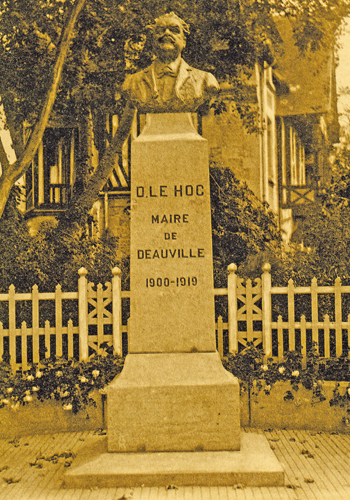 D. LE HOC
MAIRE
DE
DEAUVILLE
1900-1919